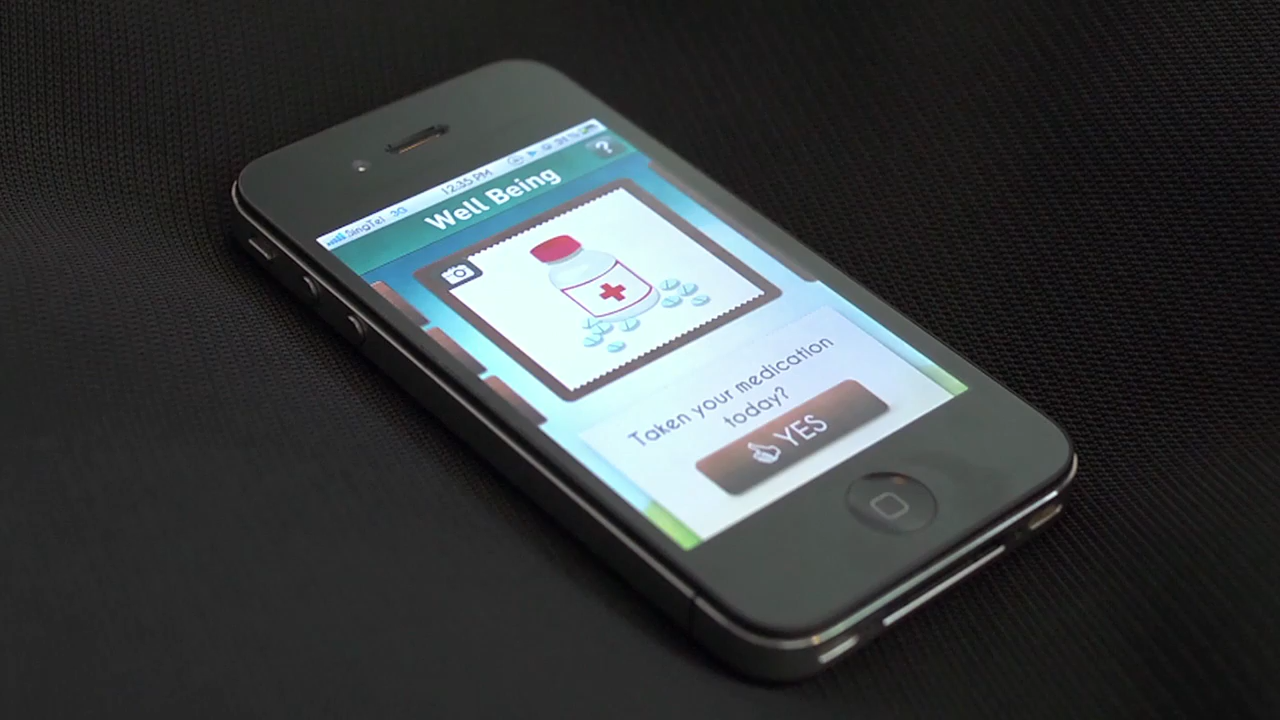 SingTel 3G 12:35 PM
Well Being
?
Taken your medication
today?
YES